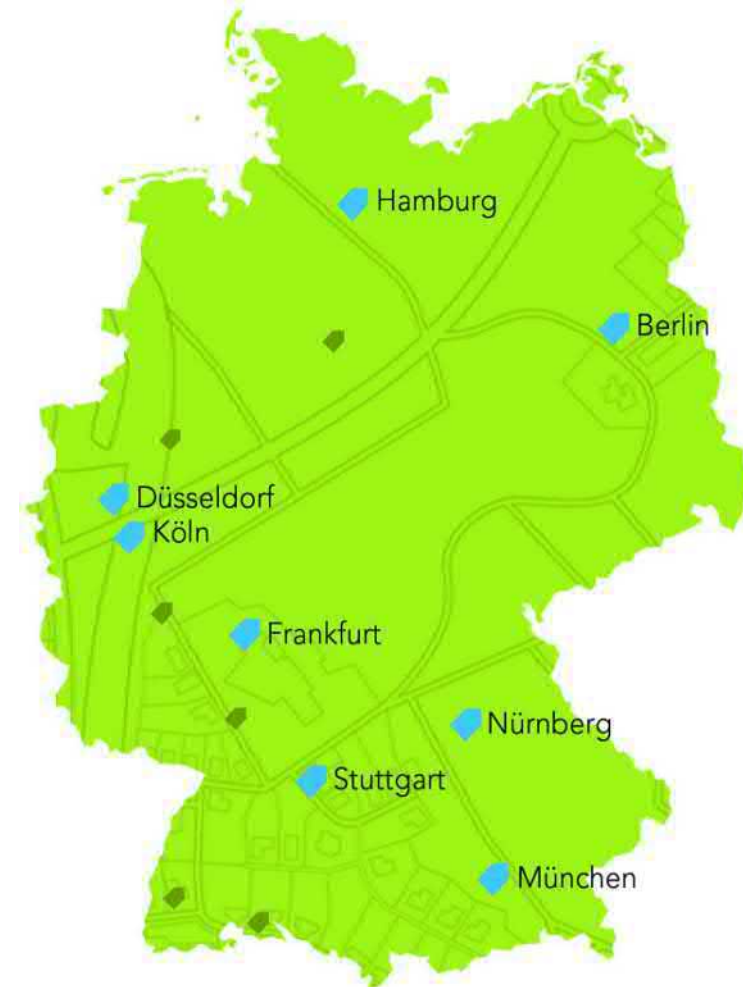 Hamburg
Berlin
Düsseldorf
Köln
Frankfurt
Nürnberg
Stuttgart
München